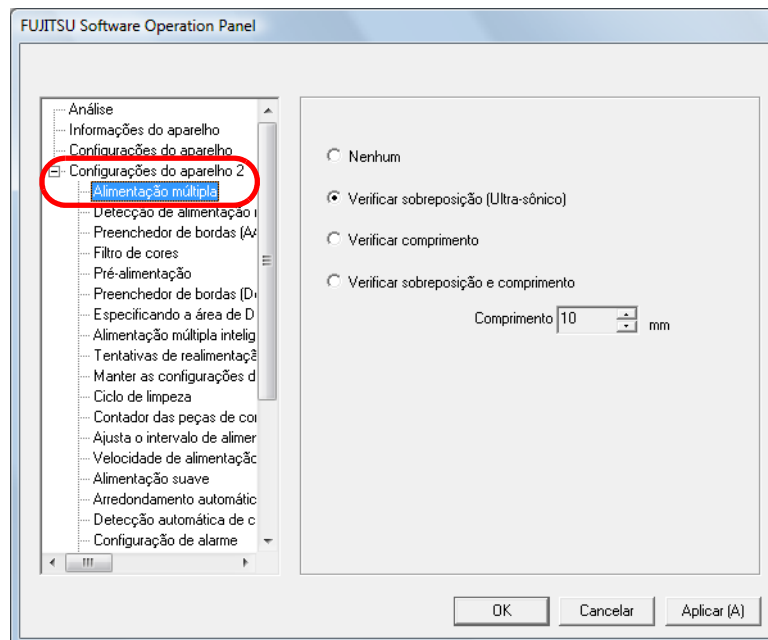 FUJITSU Software Operation Panel
Análise
Informações do aparelho
Configurações do aparelho
Configurações do aparelho 2
Alimentação múltipla
Detecção de alimentação
Preenchedor de bordas
Filtro de cores
Pré-alimentação
Preenchedor de bordas
Especificando a área de D
Alimentação múltipla intelig
Tentativas de realimentaçã
Manter as configurações d
Ciclo de limpeza
Contador das peças de
Ajusta o intervalo de alimer
Velocidade de alimentação
Alimentação suave
Arredondamento automátic
Detecção automática de c
Configuração de alarme
Nenhum
Verificar sobreposição (Ultra-sônico)
Verificar comprimento
Verificar sobreposição e comprimento
Comprimento 10 mm
OK Cancelar Aplicar (A)